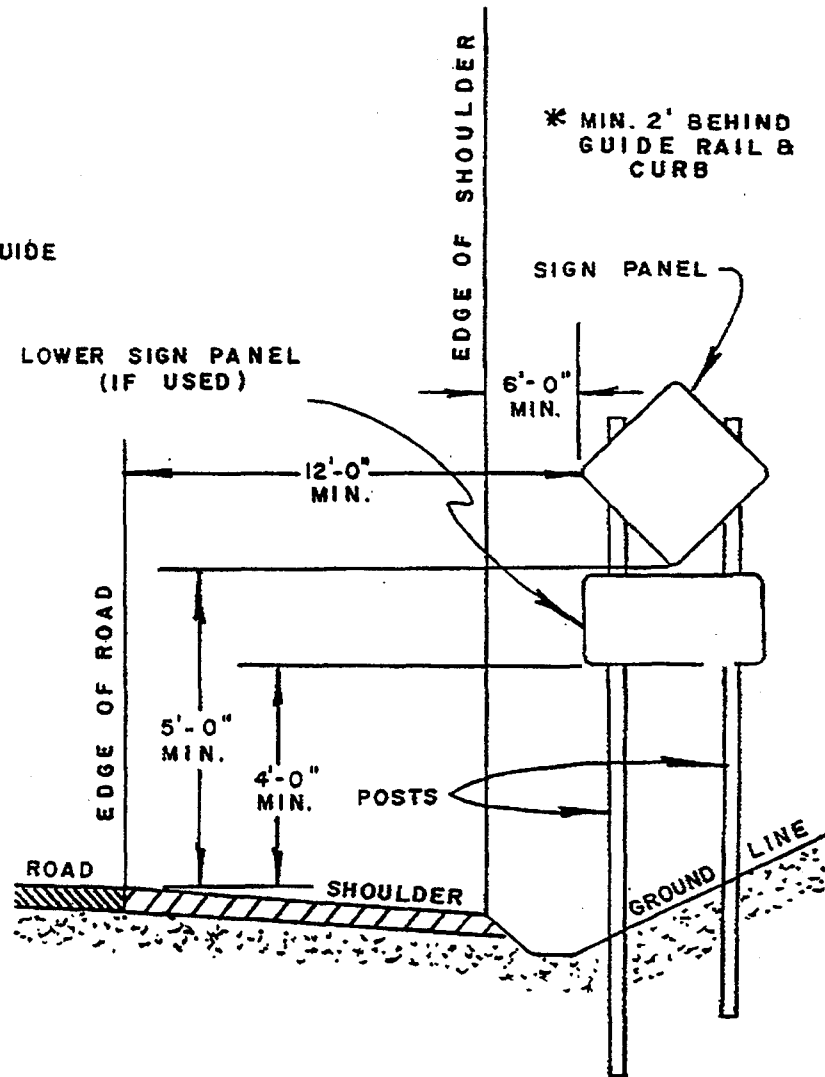 EDGE OF SHOULDER
* MIN. 2' BEHIND
GUIDE RAIL &
CURB
UIDE
SIGN PANEL
LOWER SIGN PANEL
(IF USED)
6'-0"
MIN.
12'-0"
MIN.
EDGE OF ROAD
5'-0"
MIN.
4'-0"
MIN.
POSTS
ROAD
SHOULDER
GROUND LINE